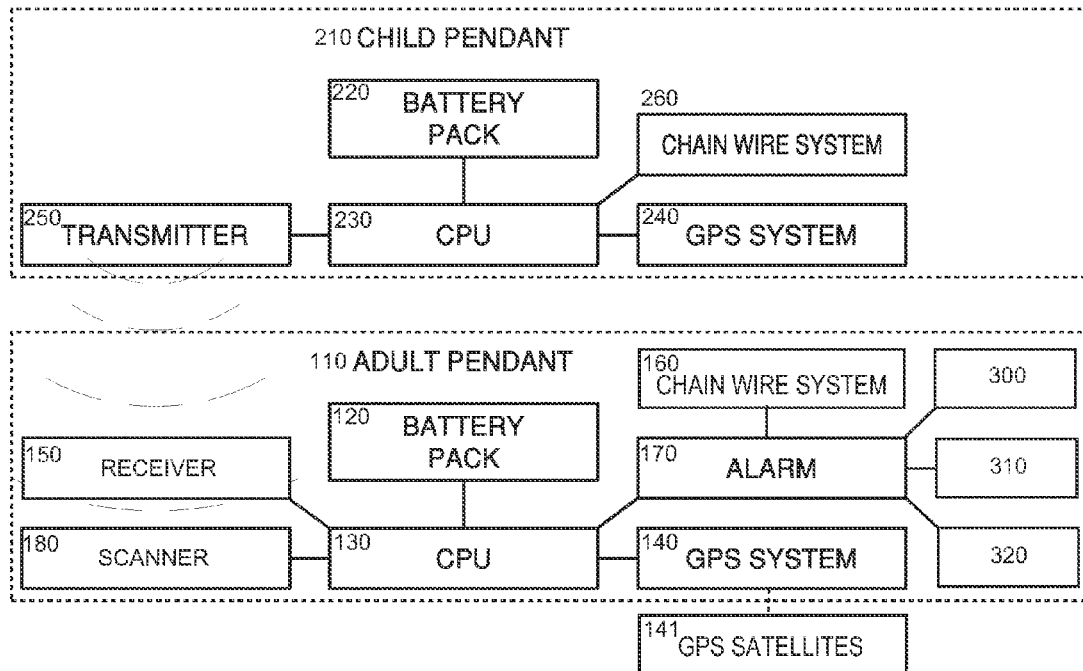 210 CHILD PENDANT
220 BATTERY
PACK
260
CHAIN WIRE SYSTEM
250 TRANSMITTER
230 CPU
240 GPS SYSTEM
110 ADULT PENDANT
160
CHAIN WIRE SYSTEM
300
120 BATTERY
PACK
150 RECEIVER
170 ALARM
310
180 SCANNER
130 CPU
140 GPS SYSTEM
320
141 GPS SATELLITES